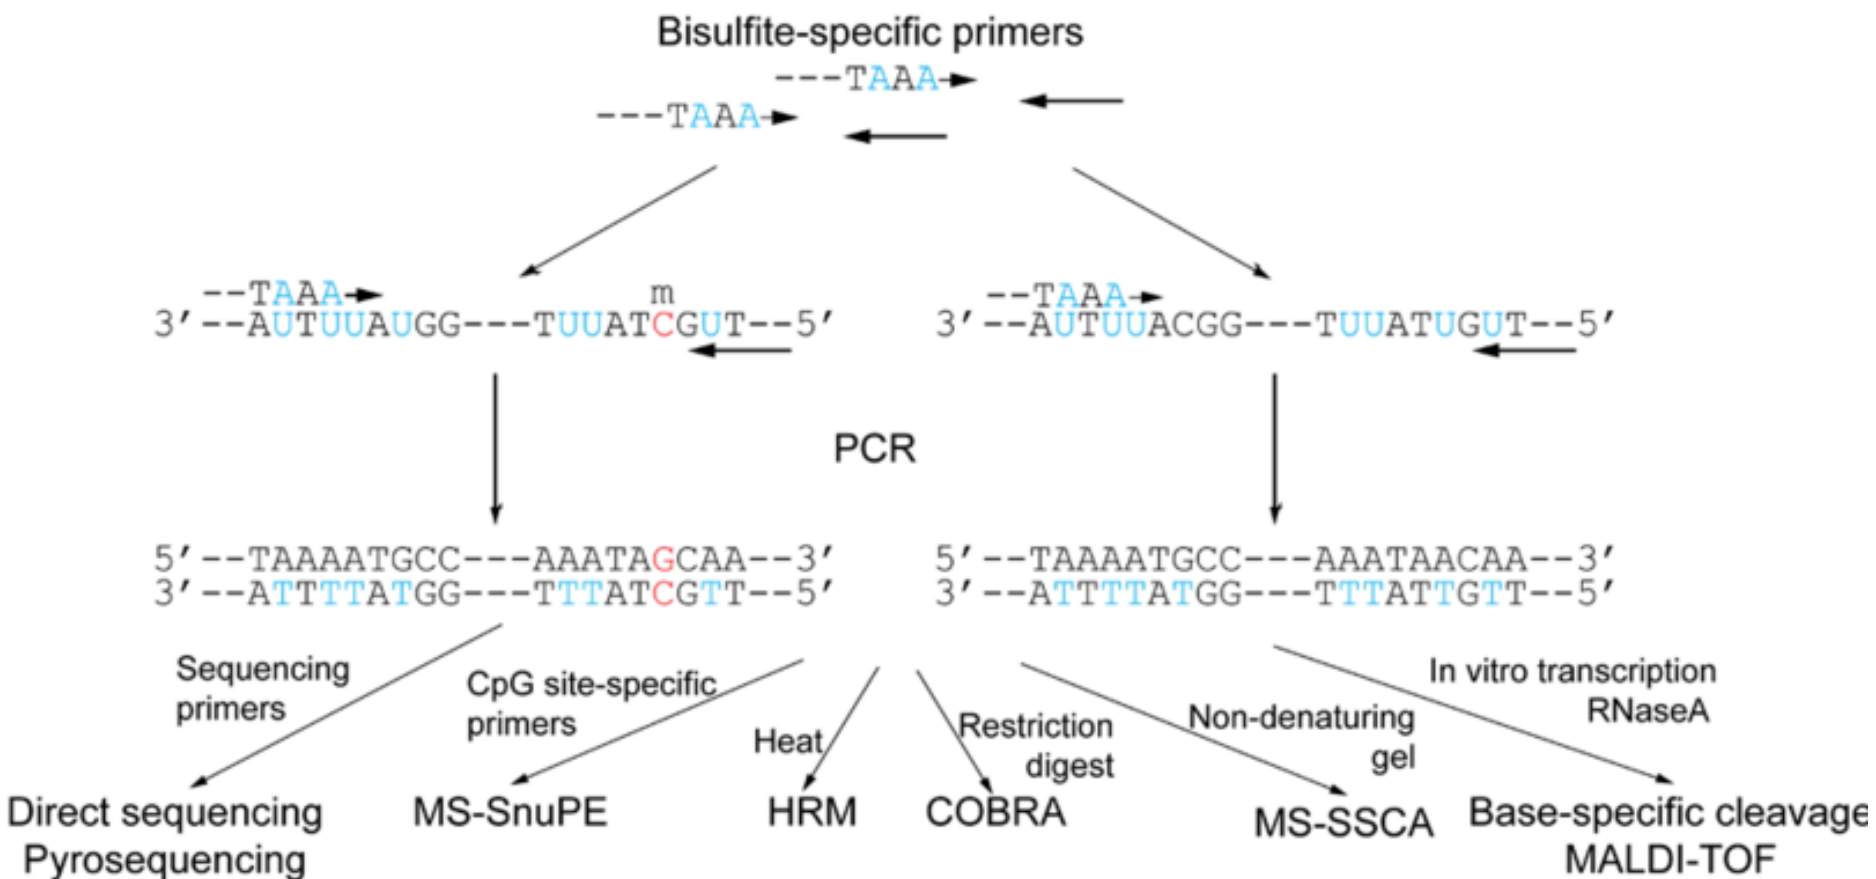 Bisulfite-specific primers
---TAAA
---TAAA
--TAAA
m
3’--AUTUUAUGG---TUUATCGUT--5’
--TAAA
3’--AUTUUACGG---TUUATUGUT--5’
PCR
5’--TAAAATGCC---AAATAGCAA--3’
3’--ATTTTATGG---TTTATCGTT--5’
5’--TAAAATGCC---AAATAACAA--3’
3’--ATTTTATGG---TTTATTGTT--5’
Sequencing
primers
CpG site-specific
primers
Heat
Restriction
digest
Non-denaturing
gel
In vitro transcription
RNaseA
Direct sequencing
Pyrosequencing
MS-SnuPE
HRM
COBRA
MS-SSCA
Base-specific cleavage
MALDI-TOF